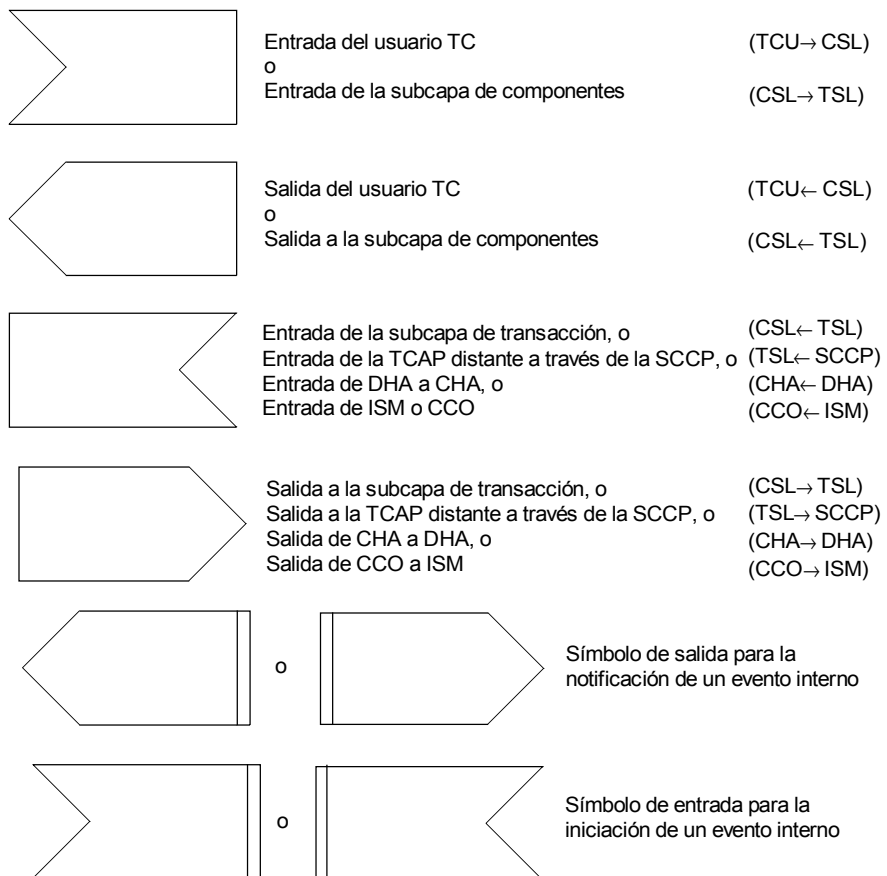 Entrada del usuario TC (TCU→ CSL)
o
Entrada de la subcapa de componentes (CSL→ TSL)
Salida del usuario TC (TCU← CSL)
o
Salida a la subcapa de componentes (CSL← TSL)
Entrada de la subcapa de transacción, o (CSL← TSL)
Entrada de la TCAP distante a través de la SCCP, o (TSL← SCCP)
Entrada de DHA a CHA, o (CHA← DHA)
Entrada de ISM o CCO (CCO← ISM)
Salida a la subcapa de transacción, o (CSL→ TSL)
Salida a la TCAP distante a través de la SCCP, o (TSL→ SCCP)
Salida de CHA a DHA, o (CHA→ DHA)
Salida de CCO a ISM (CCO→ ISM)
o
Símbolo de salida para la
notificación de un evento interno
o
Símbolo de entrada para la
iniciación de un evento interno